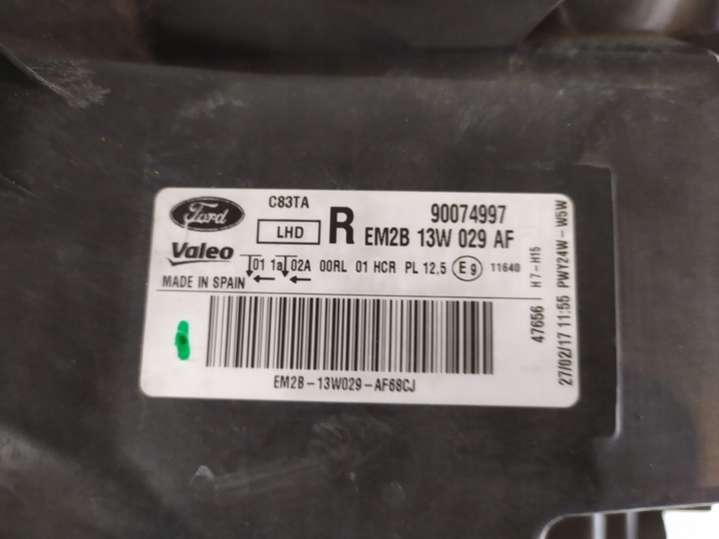 C83TA
Ford
LHD R
90074997
EM2B 13W 029 AF
Valeo
01 1a 02A 00RL 01 HCR PL 12,5 E9 11640
MADE IN SPAIN
EM2B-13W029-AF68CJ
47656 H7-H15
27/02/17 11:55 PWY24W-W5W